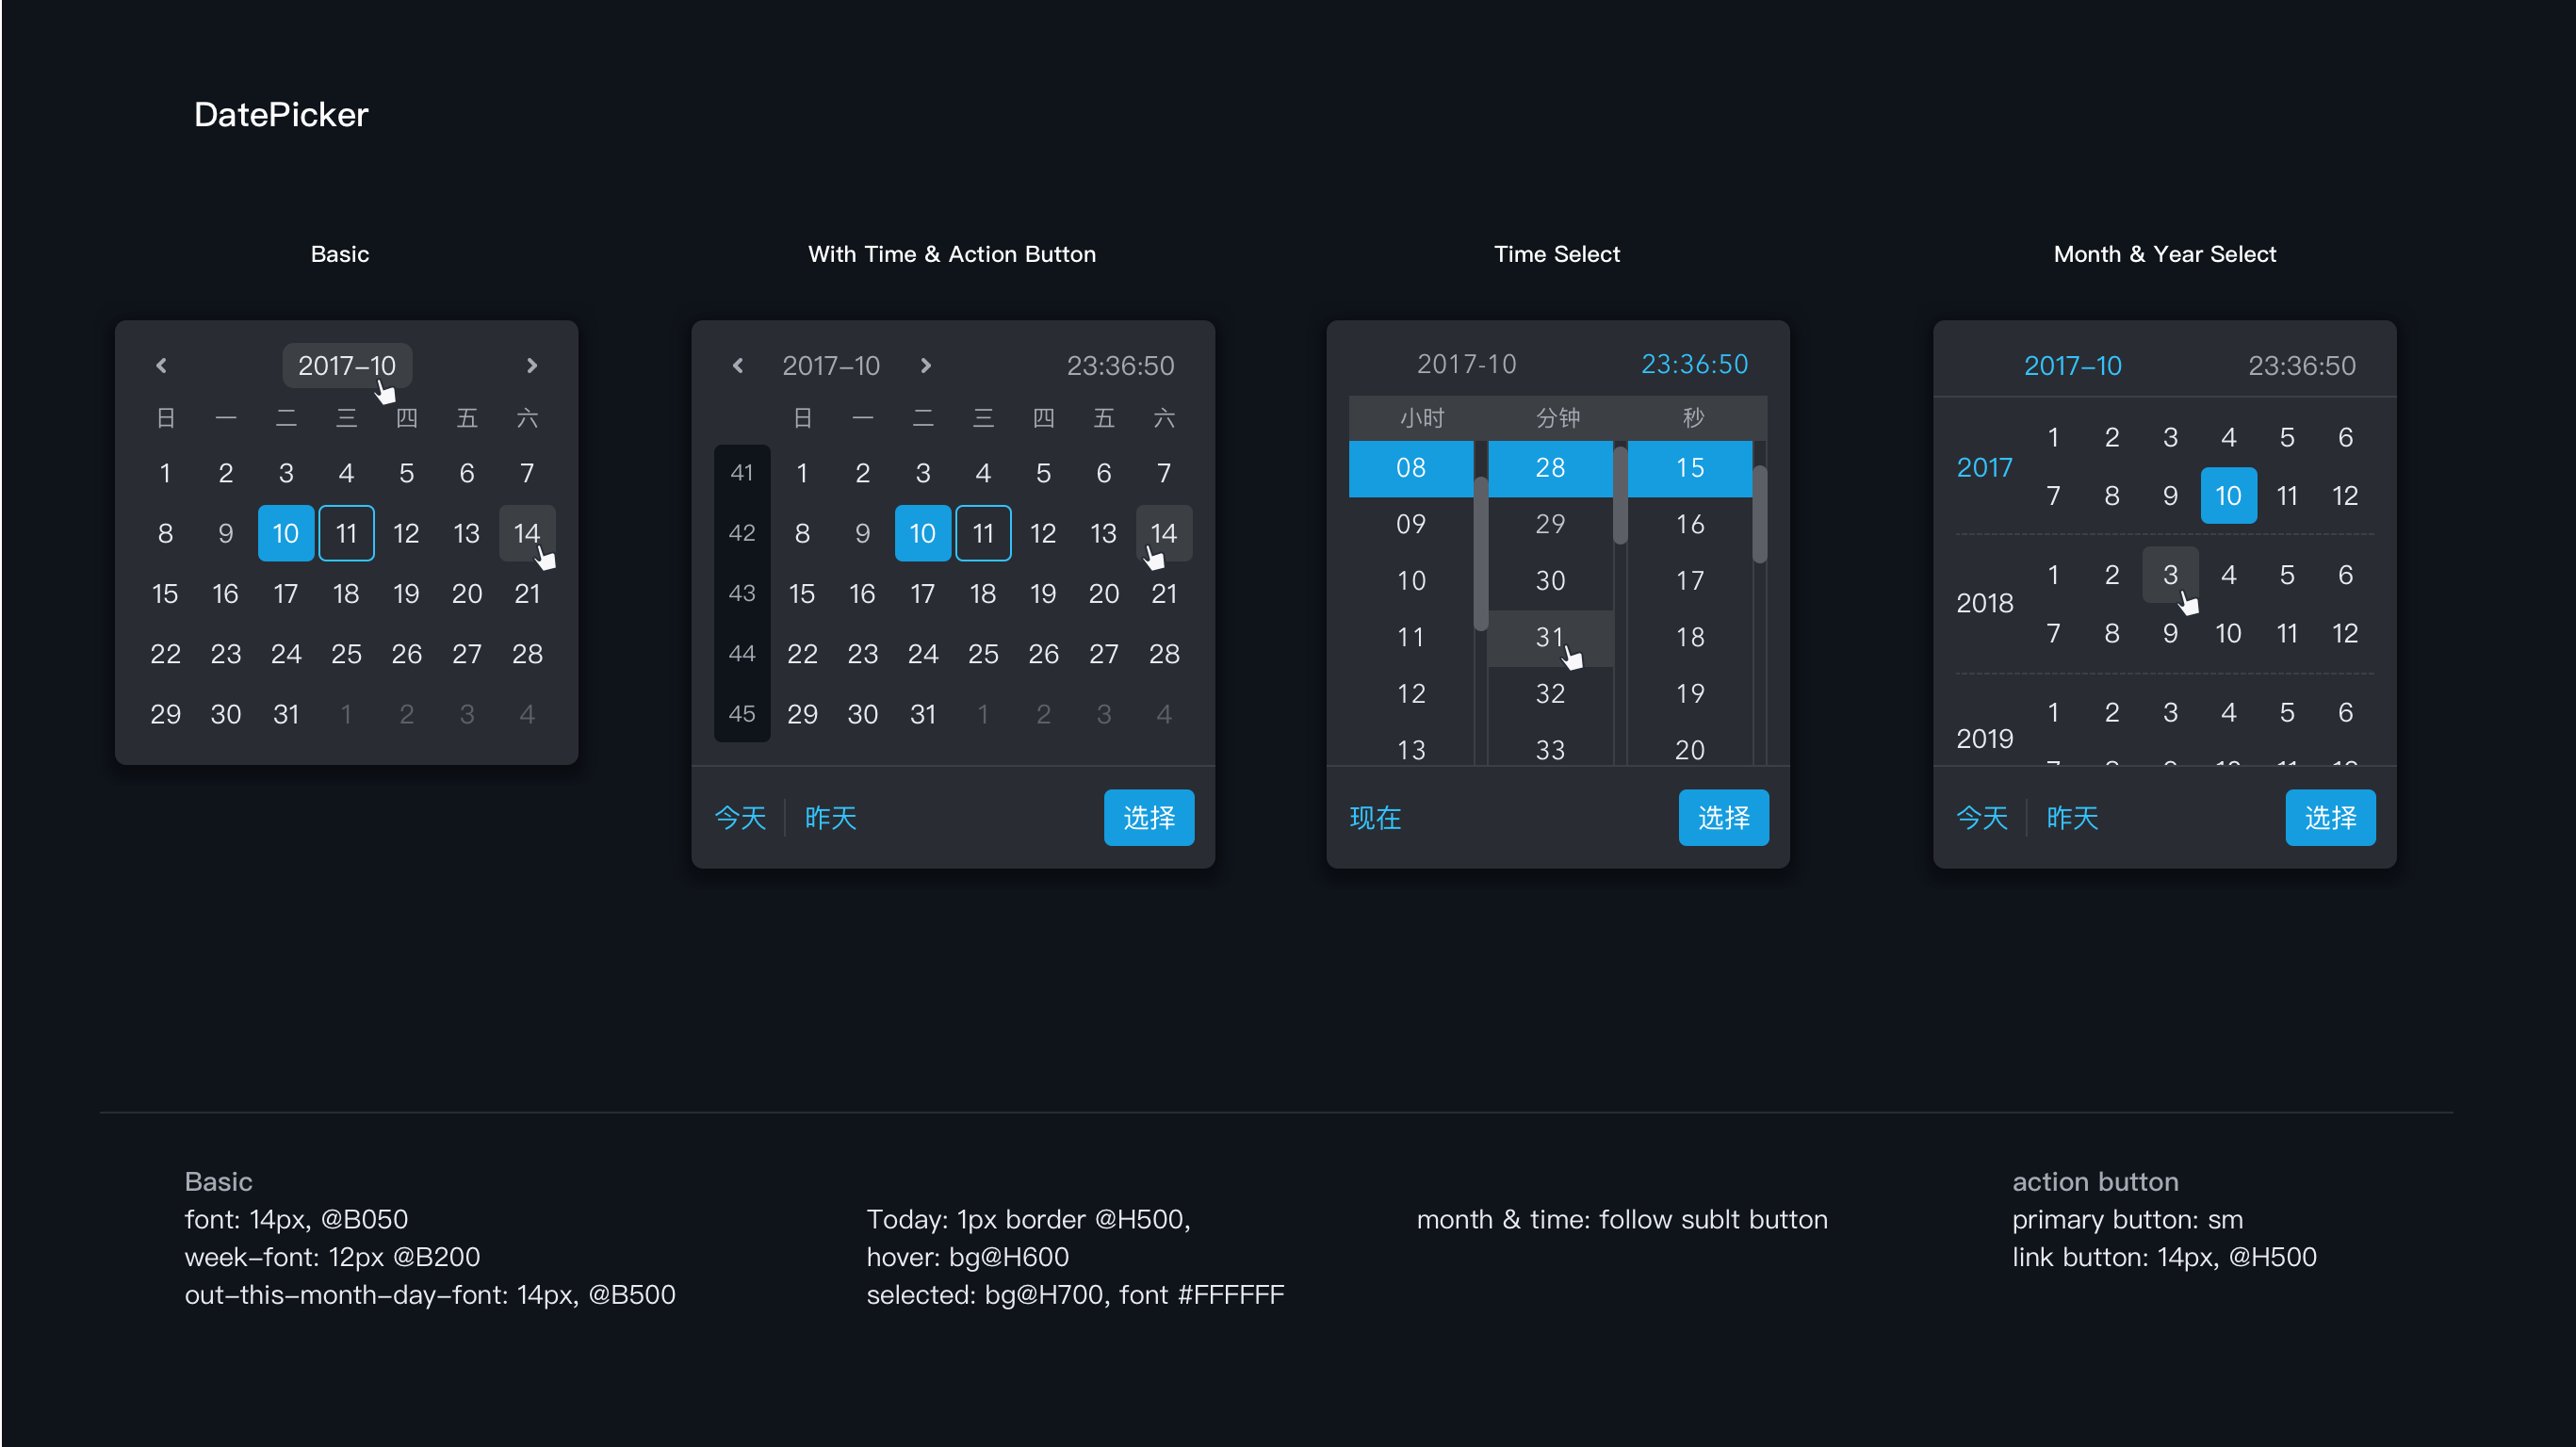 DatePicker
Basic
2017-10
日 一 二 三 四 五 六
1 2 3 4 5 6 7
8 9 10 11 12 13 14
15 16 17 18 19 20 21
22 23 24 25 26 27 28
29 30 31 1 2 3 4
With Time & Action Button
2017-10 23:36:50
日 一 二 三 四 五 六
41 1 2 3 4 5 6 7
42 8 9 10 11 12 13 14
43 15 16 17 18 19 20 21
44 22 23 24 25 26 27 28
45 29 30 31 1 2 3 4
今天 昨天 选择
Time Select
2017-10 23:36:50
小时 分钟 秒
08 28 15
09 29 16
10 30 17
11 31 18
12 32 19
13 33 20
现在 选择
Month & Year Select
2017-10 23:36:50
2017
1 2 3 4 5 6
7 8 9 10 11 12
2018
1 2 3 4 5 6
7 8 9 10 11 12
2019
1 2 3 4 5 6
今天 昨天 选择
Basic
font: 14px, @B050
week-font: 12px @B200
out-this-month-day-font: 14px, @B500
Today: 1px border @H500,
hover: bg@H600
selected: bg@H700, font #FFFFFF
month & time: follow sublt button
action button
primary button: sm
link button: 14px, @H500